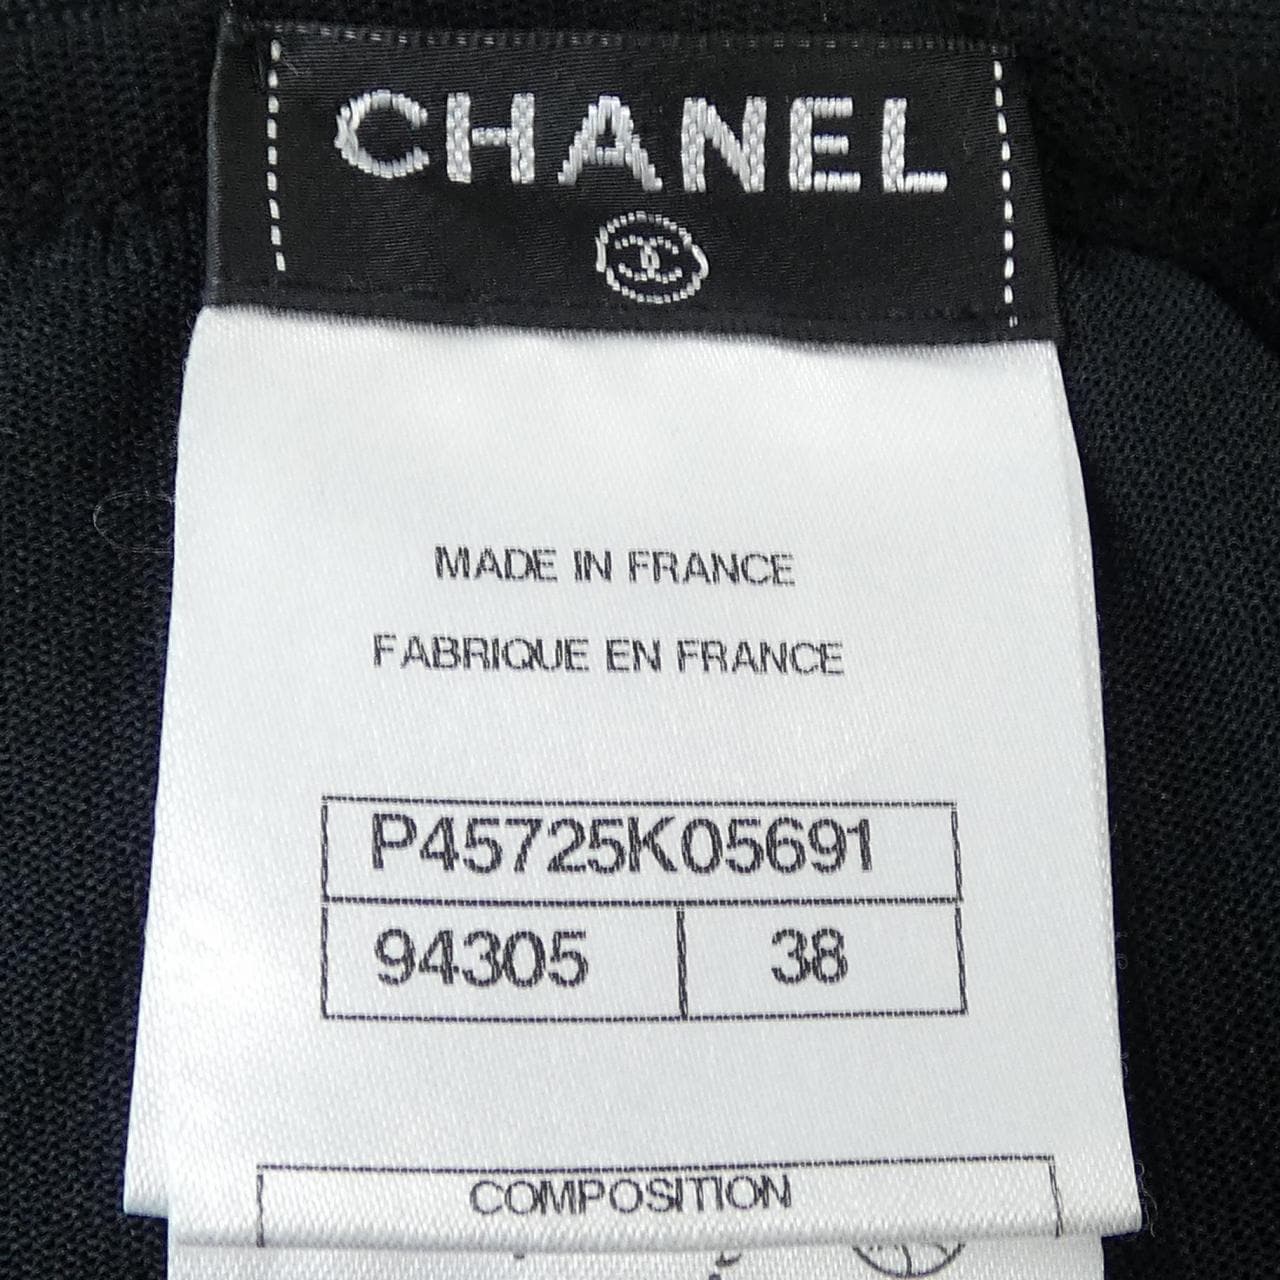 CHANEL
MADE IN FRANCE
FABRIQUE EN FRANCE
P45725K05691
94305 38
COMPOSITION